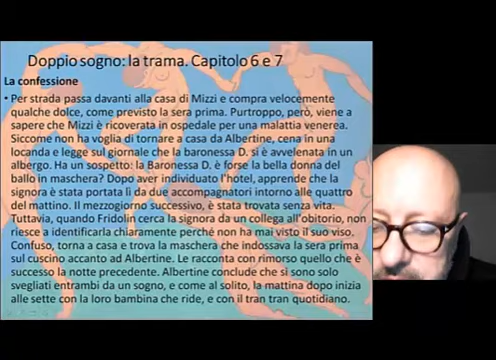 Doppio sogno: la trama. Capitolo 6 e 7
La confessione
• Per strada passa davanti alla casa di Mizzi e compra velocemente
qualche dolce, come previsto la sera prima. Purtroppo, però, viene a
sapere che Mizzi è ricoverata in ospedale per una malattia venerea.
Siccome non ha voglia di tornare a casa da Albertine, cena in una
locanda e legge sul giornale che la baronessa D. si è avvelenata in un
albergo. Ha un sospetto: la Baronessa D. è forse la bella donna del
ballo in maschera? Dopo aver individuato l'hotel, apprende che la
signora è stata portata lì da due accompagnatori intorno alle quattro
del mattino. Il mezzogiorno successivo, è stata trovata senza vita.
Tuttavia, quando Fridolin cerca la signora da un collega all'obitorio, non
riesce a identificarla chiaramente perché non ha mai visto il suo viso.
Confuso, torna a casa e trova la maschera che indossava la sera prima
sul cuscino accanto ad Albertine. Le racconta con rimorso quello che è
successo la notte precedente. Albertine conclude che si sono solo
svegliati entrambi da un sogno, e come al solito, la mattina dopo inizia
alle sette con la loro bambina che ride, e con il tran tran quotidiano.